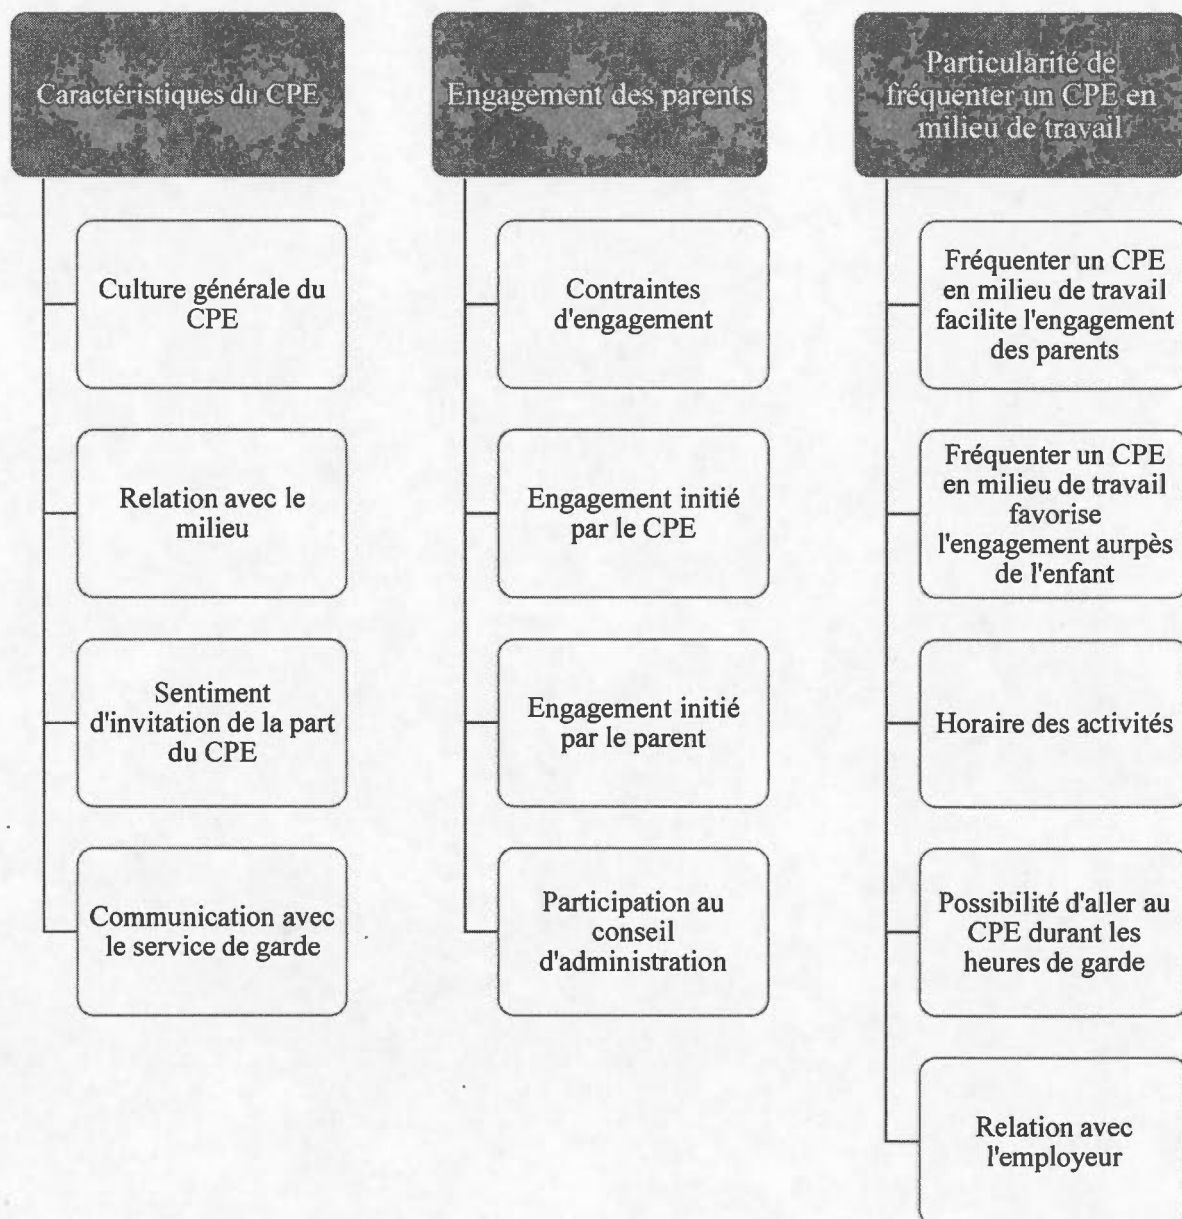 Caractéristiques du CPE
Culture générale du
CPE
Relation avec le
milieu
Sentiment
d'invitation de la part
du CPE
Communication avec
le service de garde
Engagement des parents
Contraintes
d'engagement
Engagement initié
par le CPE
Engagement initié
par le parent
Participation au
conseil
d'administration
Particularité de
fréquenter un CPE en
milieu de travail
Fréquenter un CPE
en milieu de travail
facilite l'engagement
des parents
Fréquenter un CPE
en milieu de travail
favorise
l'engagement aurpès
de l'enfant
Horaire des activités
Possibilité d'aller au
CPE durant les
heures de garde
Relation avec
l'employeur